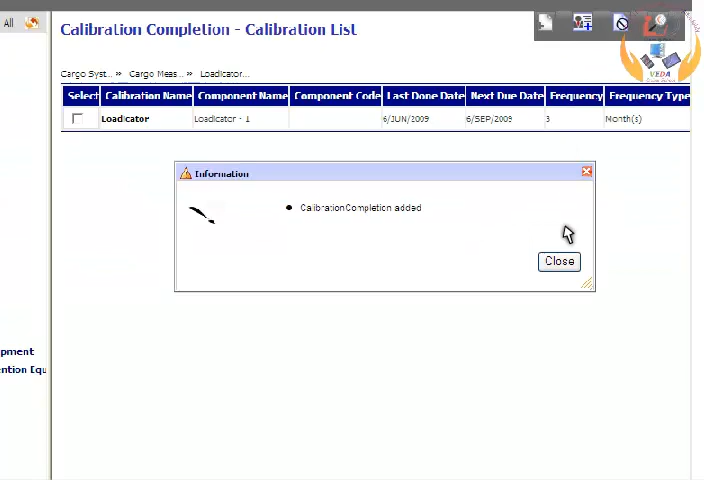 All
Calibration Completion - Calibration List
VEDA
Cargo Syst... » Cargo Meas... » Loadicator...
Select Calibration Name Component Name Component Code Last Done Date Next Due Date Frequency Frequency Type
Loadicator Loadicator - 1 6/JUN/2009 6/SEP/2009 3 Month(s)
Information
CalibrationCompletion added
Close
pment
ention Equ